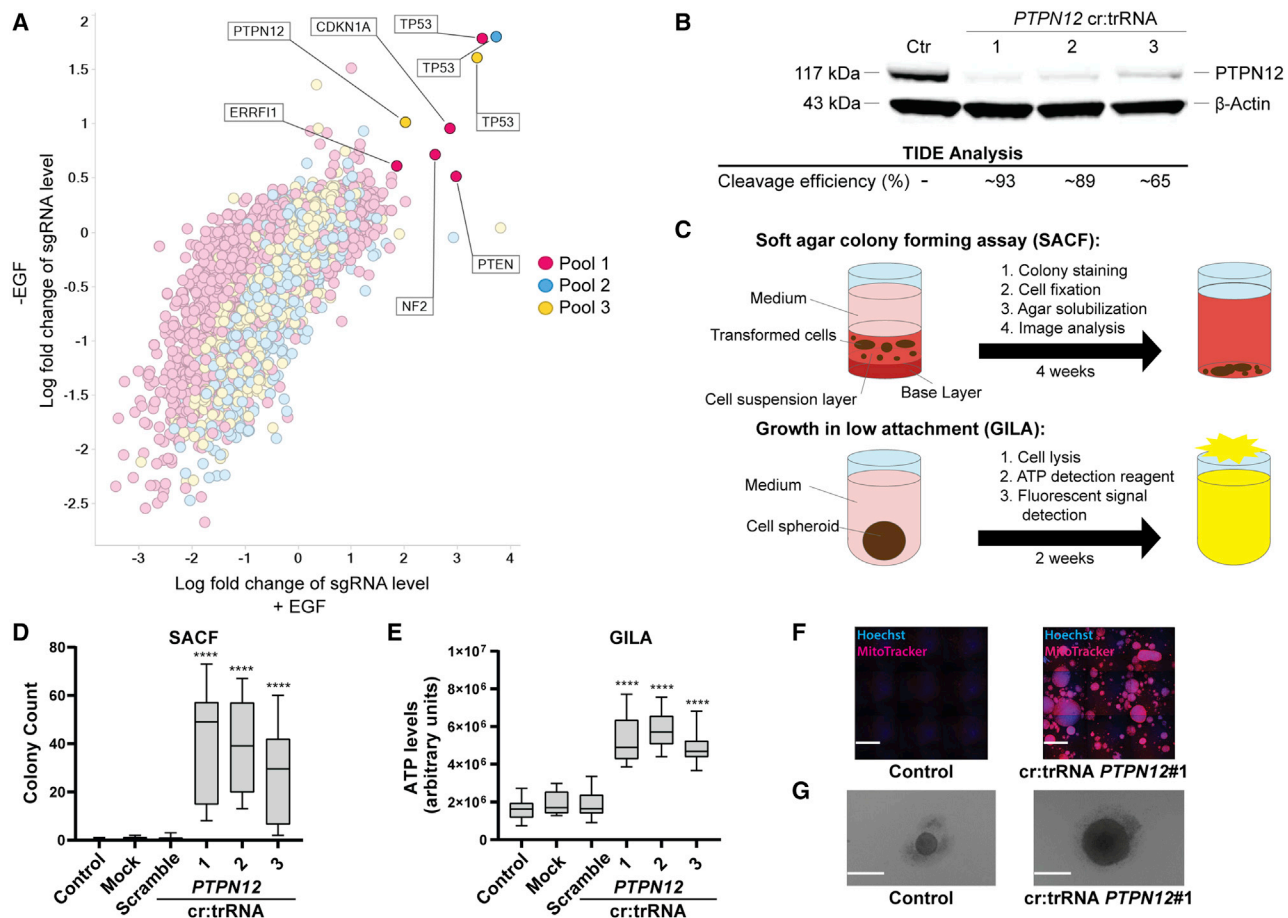 A
2
1.5
1
0.5
0
-0.5
-1
-1.5
-2
-2.5
Log fold change of sgRNA level
-EGF
-3
-2
-1
0
1
2
3
4
Log fold change of sgRNA level
+ EGF
PTPN12
CDKN1A
TP53
TP53
TP53
ERRFI1
NF2
PTEN
Pool 1
Pool 2
Pool 3
B
PTPN12 cr:trRNA
Ctr 1 2 3
117 kDa
PTPN12
43 kDa
β-Actin
TIDE Analysis
Cleavage efficiency (%) - ~93 ~89 ~65
C
Soft agar colony forming assay (SACF):
Medium
Transformed cells
Cell suspension layer
Base Layer
1. Colony staining
2. Cell fixation
3. Agar solubilization
4. Image analysis
4 weeks
Growth in low attachment (GILA):
Medium
Cell spheroid
1. Cell lysis
2. ATP detection reagent
3. Fluorescent signal
detection
2 weeks
D
SACF
Colony Count
80
60
40
20
0
****
****
****
Control
Mock
Scramble
1
2
3
PTPN12
cr:trRNA
E
GILA
ATP levels
(arbitrary units)
1×10⁷
8×10⁶
6×10⁶
4×10⁶
2×10⁶
0
****
****
****
Control
Mock
Scramble
1
2
3
PTPN12
cr:trRNA
F
Hoechst
MitoTracker
Control
Hoechst
MitoTracker
cr:trRNA PTPN12#1
G
Control
cr:trRNA PTPN12#1